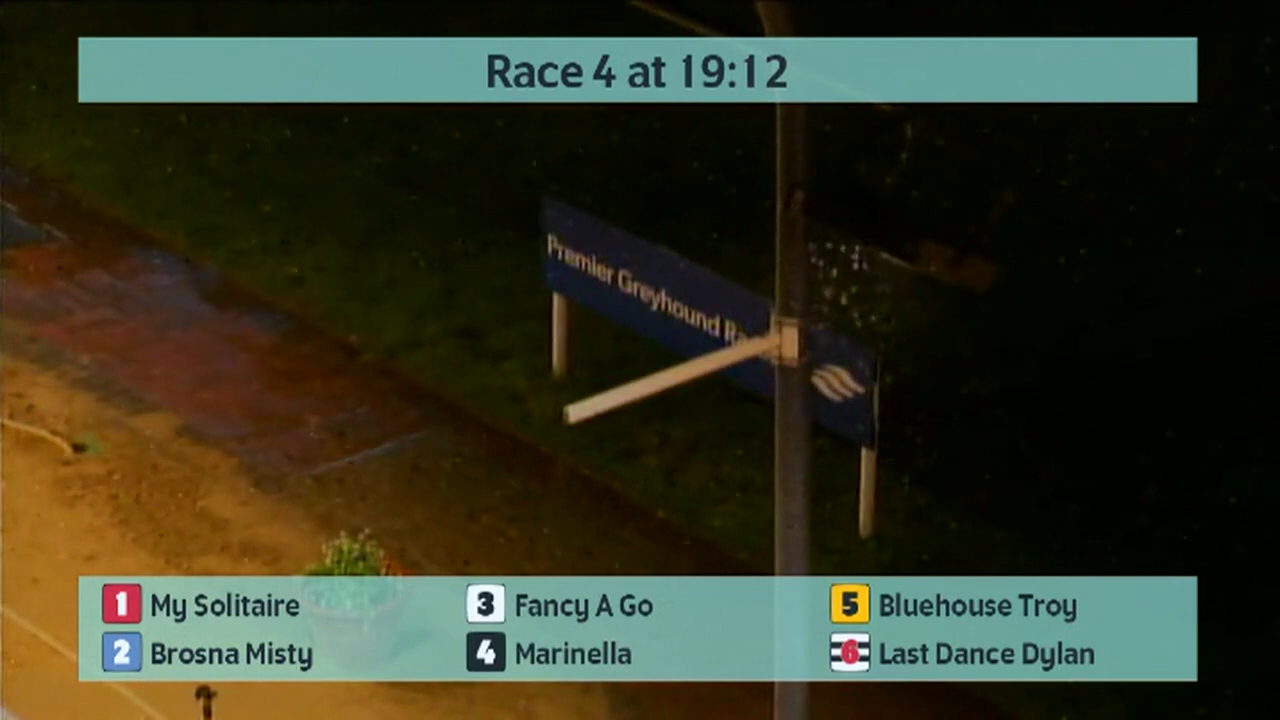 Race 4 at 19:12
Premier Greyhound
1 My Solitaire
2 Brosna Misty
3 Fancy A Go
4 Marinella
5 Bluehouse Troy
6 Last Dance Dylan